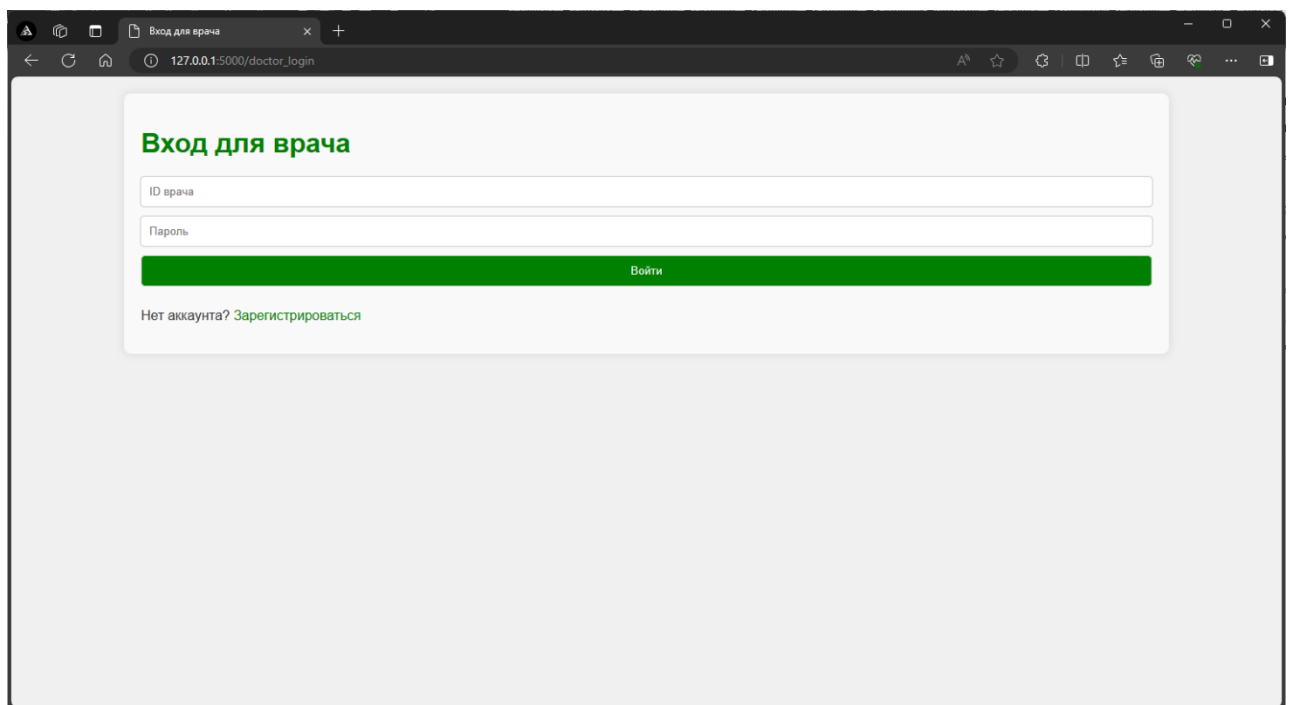 Вход для врача
127.0.0.1:5000/doctor_login
Вход для врача
ID врача
Пароль
Войти
Нет аккаунта? Зарегистрироваться